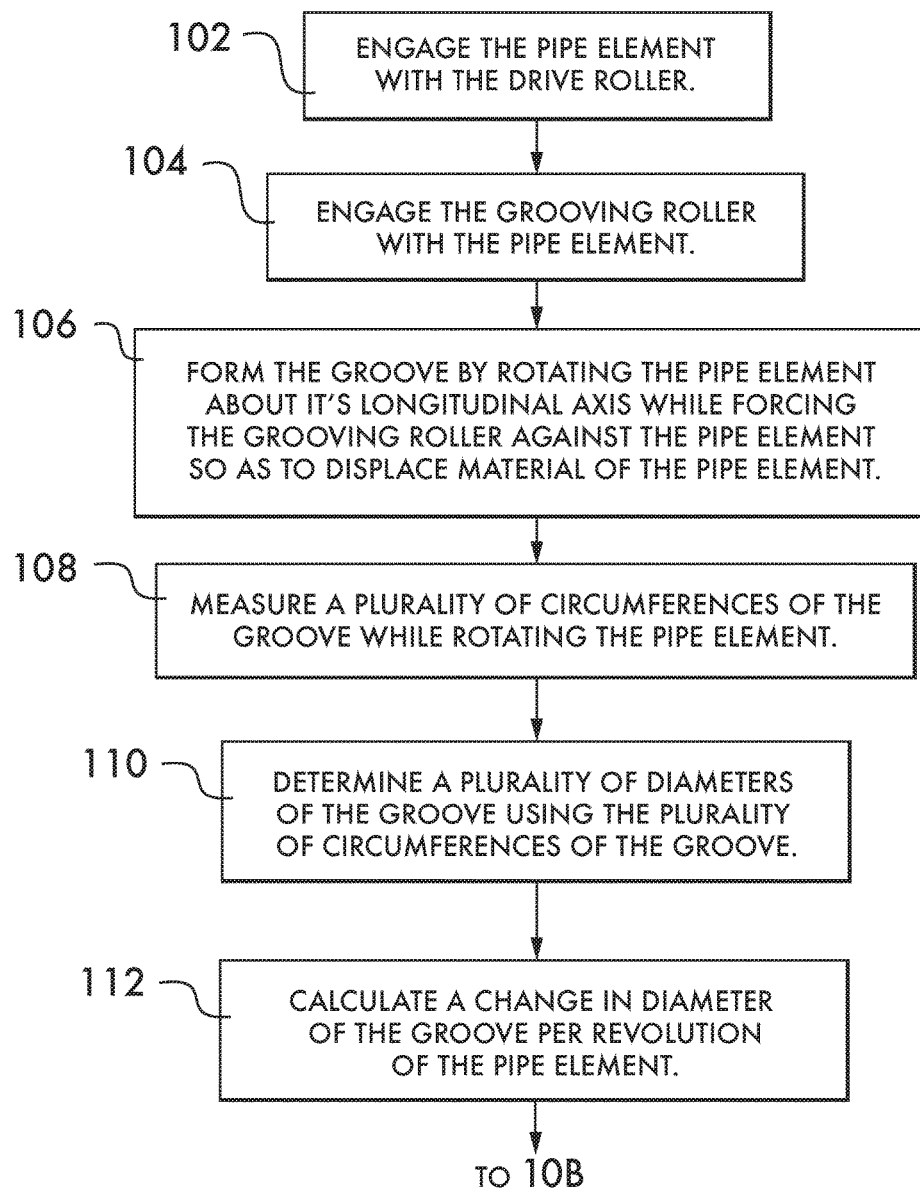 102
ENGAGE THE PIPE ELEMENT
WITH THE DRIVE ROLLER.
104
ENGAGE THE GROOVING ROLLER
WITH THE PIPE ELEMENT.
106
FORM THE GROOVE BY ROTATING THE PIPE ELEMENT
ABOUT IT'S LONGITUDINAL AXIS WHILE FORCING
THE GROOVING ROLLER AGAINST THE PIPE ELEMENT
SO AS TO DISPLACE MATERIAL OF THE PIPE ELEMENT.
108
MEASURE A PLURALITY OF CIRCUMFERENCES OF THE
GROOVE WHILE ROTATING THE PIPE ELEMENT.
110
DETERMINE A PLURALITY OF DIAMETERS
OF THE GROOVE USING THE PLURALITY
OF CIRCUMFERENCES OF THE GROOVE.
112
CALCULATE A CHANGE IN DIAMETER
OF THE GROOVE PER REVOLUTION
OF THE PIPE ELEMENT.
TO 10B